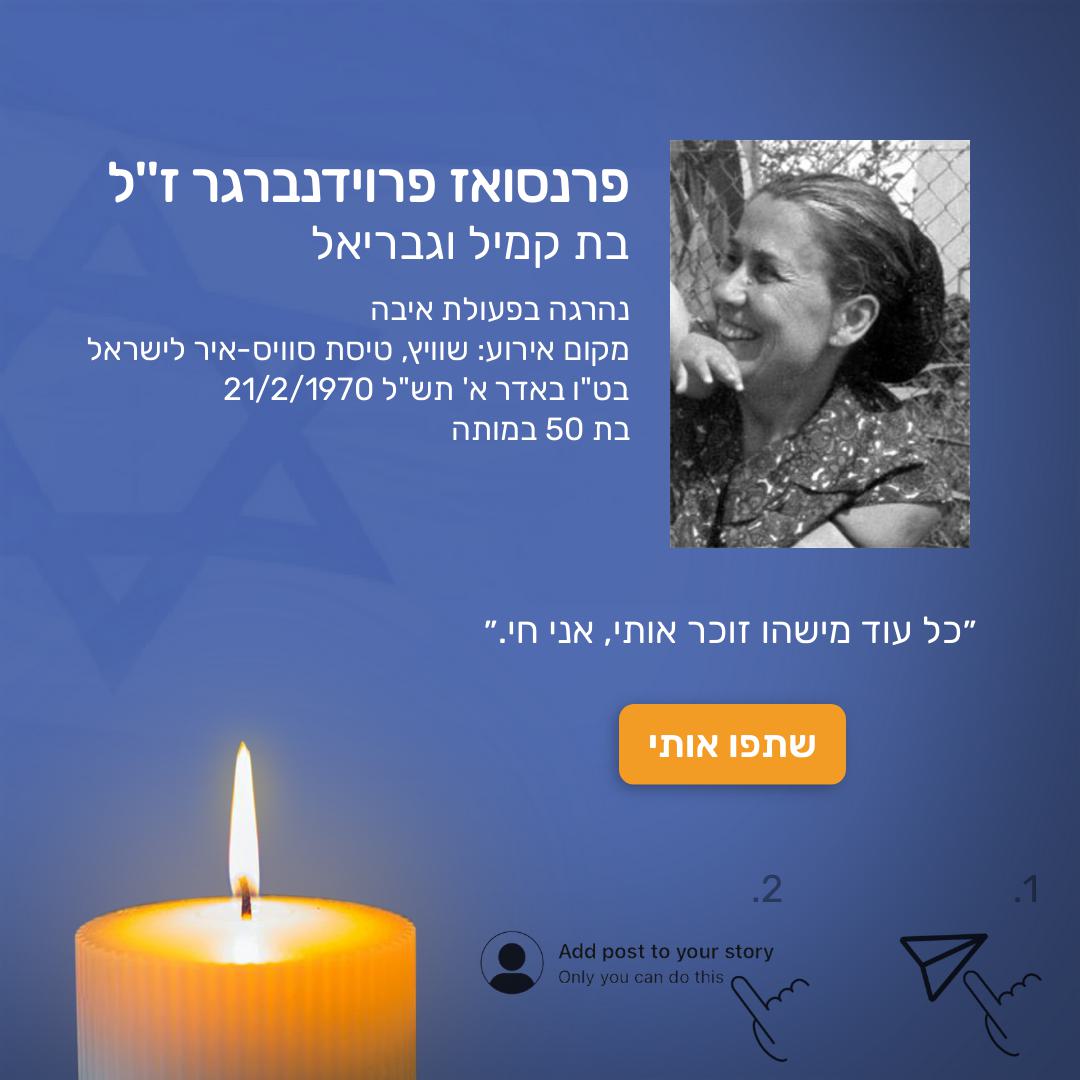 פרנסואז פרוידנברגר ז"ל
בת קמיל וגבריאל
נהרגה בפעולת איבה
מקום אירוע: שוויץ, טיסת סוויס-איר לישראל
בט"ו באדר א' תש"ל 21/2/1970
בת 50 במותה
״כל עוד מישהו זוכר אותי, אני חי.״
שתפו אותי
1.
2.
Add post to your story
Only you can do this